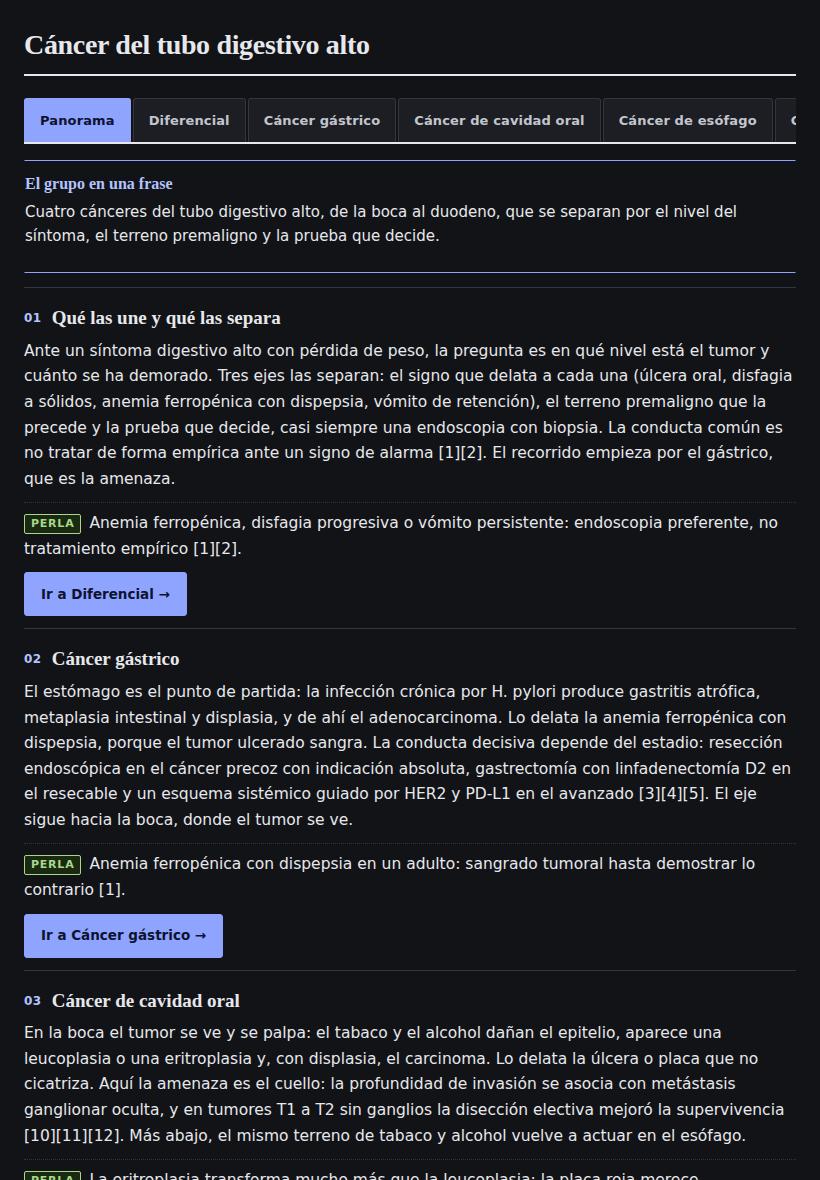 Cáncer del tubo digestivo alto
Panorama
Diferencial
Cáncer gástrico
Cáncer de cavidad oral
Cáncer de esófago
El grupo en una frase
Cuatro cánceres del tubo digestivo alto, de la boca al duodeno, que se separan por el nivel del
síntoma, el terreno premaligno y la prueba que decide.
01 Qué las une y qué las separa
Ante un síntoma digestivo alto con pérdida de peso, la pregunta es en qué nivel está el tumor y
cuánto se ha demorado. Tres ejes las separan: el signo que delata a cada una (úlcera oral, disfagia
a sólidos, anemia ferropénica con dispepsia, vómito de retención), el terreno premaligno que la
precede y la prueba que decide, casi siempre una endoscopia con biopsia. La conducta común es
no tratar de forma empírica ante un signo de alarma [1][2]. El recorrido empieza por el gástrico,
que es la amenaza.
PERLA Anemia ferropénica, disfagia progresiva o vómito persistente: endoscopia preferente, no
tratamiento empírico [1][2].
Ir a Diferencial →
02 Cáncer gástrico
El estómago es el punto de partida: la infección crónica por H. pylori produce gastritis atrófica,
metaplasia intestinal y displasia, y de ahí el adenocarcinoma. Lo delata la anemia ferropénica con
dispepsia, porque el tumor ulcerado sangra. La conducta decisiva depende del estadio: resección
endoscópica en el cáncer precoz con indicación absoluta, gastrectomía con linfadenectomía D2 en
el resecable y un esquema sistémico guiado por HER2 y PD-L1 en el avanzado [3][4][5]. El eje
sigue hacia la boca, donde el tumor se ve.
PERLA Anemia ferropénica con dispepsia en un adulto: sangrado tumoral hasta demostrar lo
contrario [1].
Ir a Cáncer gástrico →
03 Cáncer de cavidad oral
En la boca el tumor se ve y se palpa: el tabaco y el alcohol dañan el epitelio, aparece una
leucoplasia o una eritroplasia y, con displasia, el carcinoma. Lo delata la úlcera o placa que no
cicatriza. Aquí la amenaza es el cuello: la profundidad de invasión se asocia con metástasis
ganglionar oculta, y en tumores T1 a T2 sin ganglios la disección electiva mejoró la supervivencia
[10][11][12]. Más abajo, el mismo terreno de tabaco y alcohol vuelve a actuar en el esófago.
PERLA La eritroplasia transforma mucho más que la leucoplasia: la placa roja merece